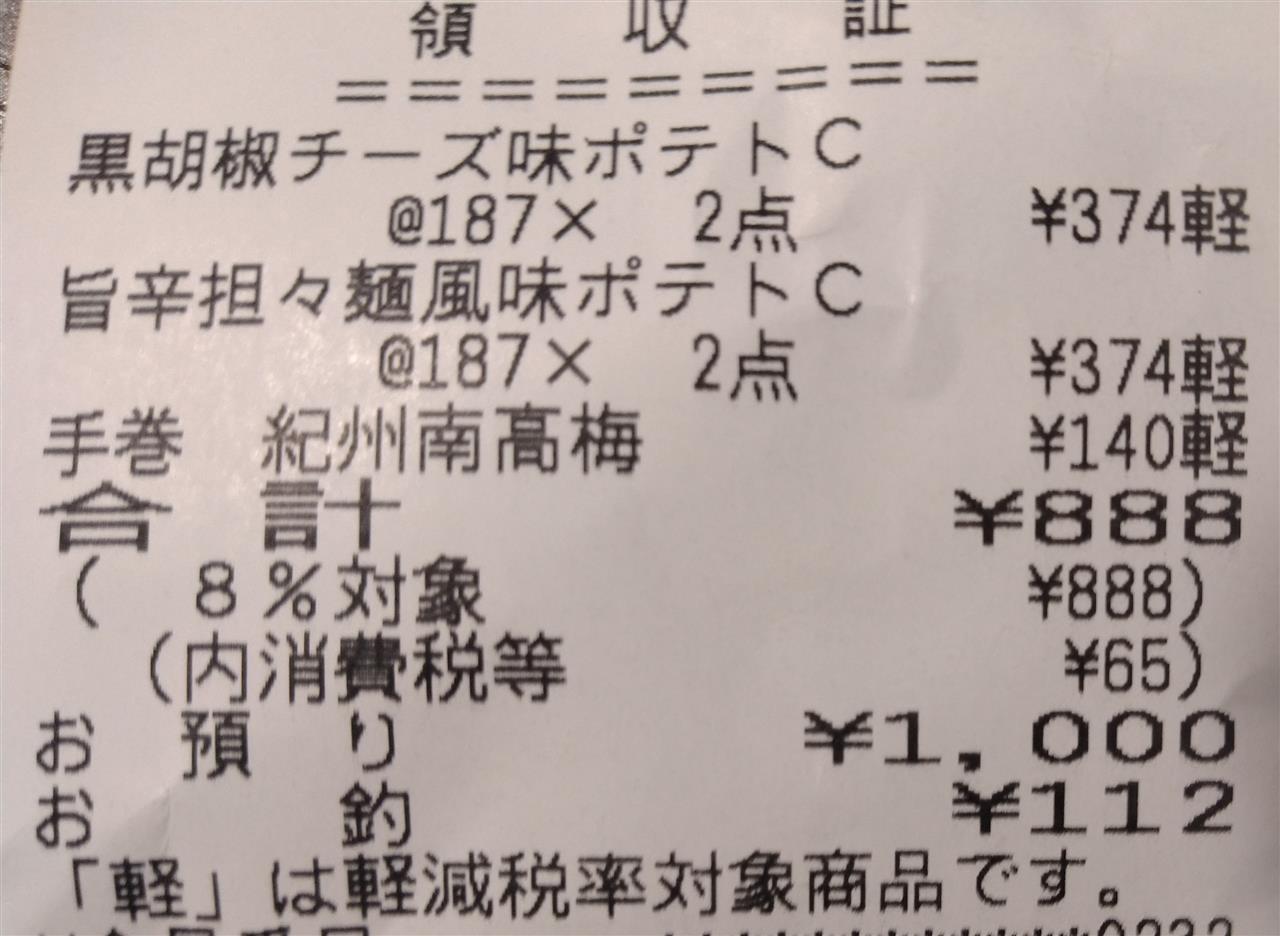 領 収 証
=========
黒胡椒チーズ味ポテトC
@187× 2点 ¥374軽
旨辛担々麺風味ポテトC
@187× 2点 ¥374軽
手巻 紀州南高梅 ¥140軽
合 計 ¥888
( 8%対象 ¥888)
(内消費税等 ¥65)
お 預 り ¥1,000
お 釣 ¥112
「軽」は軽減税率対象商品です。